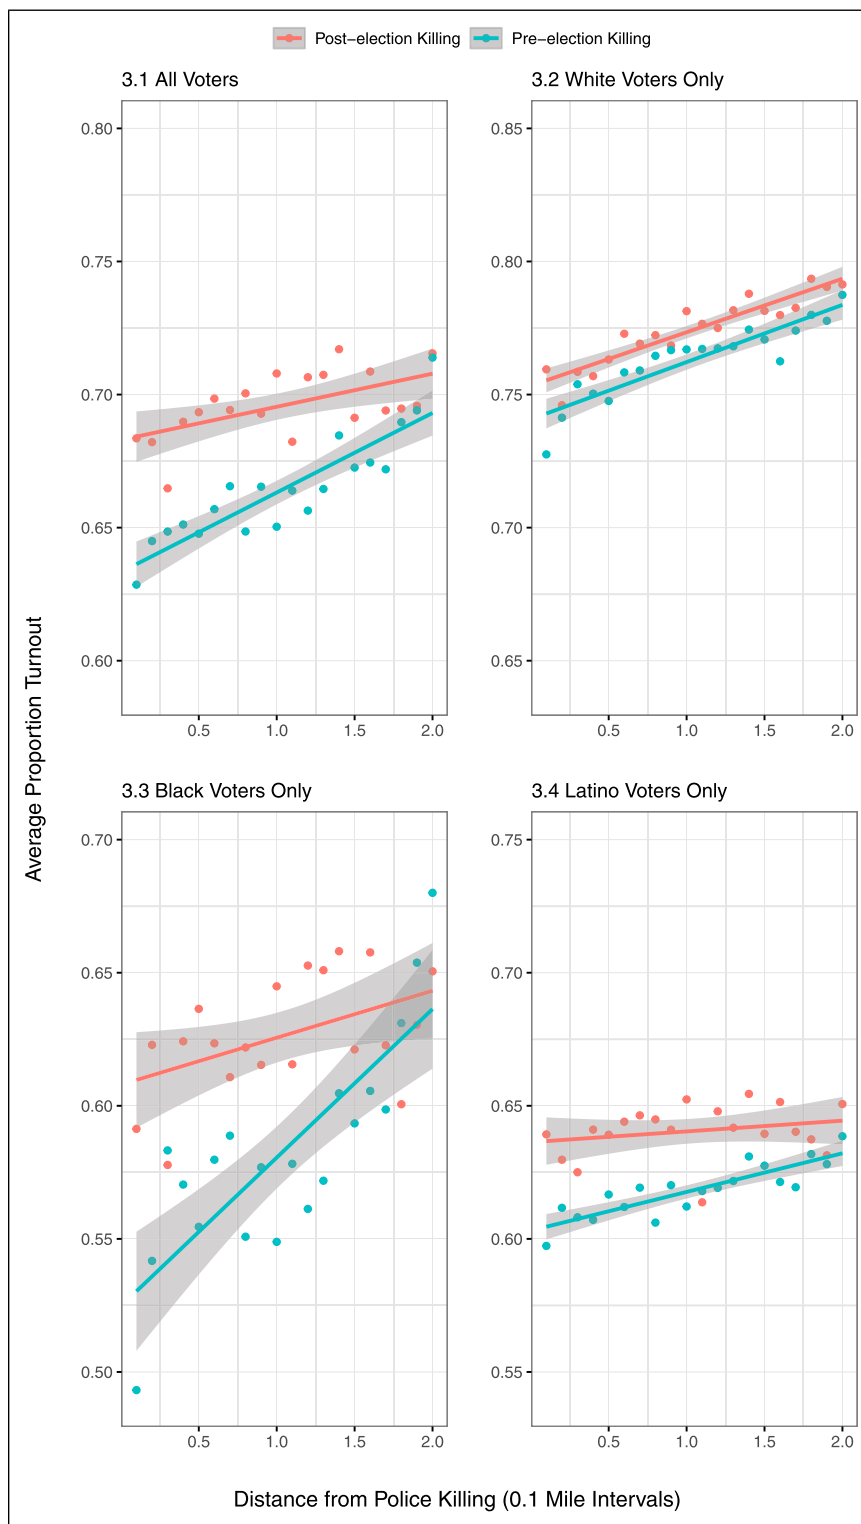 Post−election Killing Pre−election Killing
3.1 All Voters
0.80
0.75
0.70
0.65
0.60
0.5 1.0 1.5 2.0
3.2 White Voters Only
0.85
0.80
0.75
0.70
0.65
0.5 1.0 1.5 2.0
Average Proportion Turnout
3.3 Black Voters Only
0.70
0.65
0.60
0.55
0.50
0.5 1.0 1.5 2.0
3.4 Latino Voters Only
0.75
0.70
0.65
0.60
0.55
0.5 1.0 1.5 2.0
Distance from Police Killing (0.1 Mile Intervals)